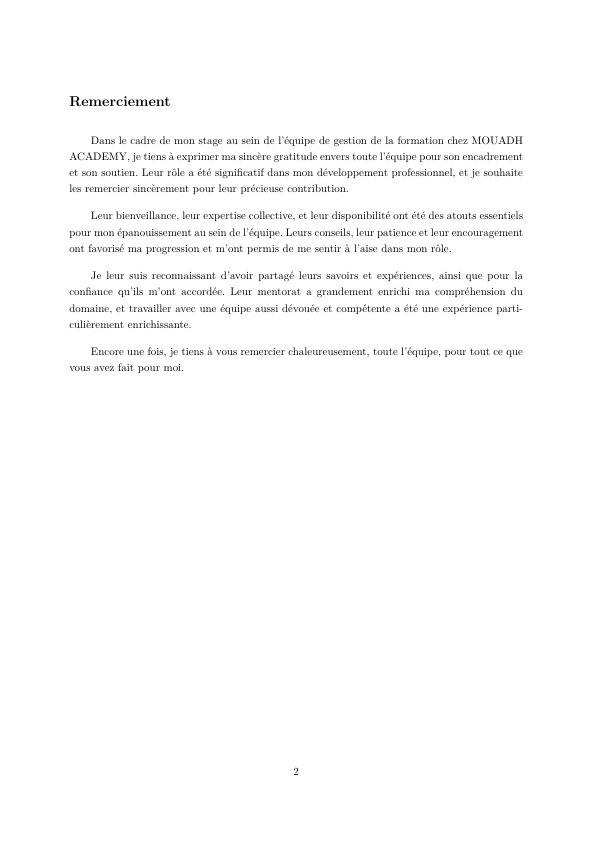 Remerciement
Dans le cadre de mon stage au sein de l'équipe de gestion de la formation chez MOUADH
ACADEMY, je tiens à exprimer ma sincère gratitude envers toute l'équipe pour son encadrement
et son soutien. Leur rôle a été significatif dans mon développement professionnel, et je souhaite
les remercier sincèrement pour leur précieuse contribution.
Leur bienveillance, leur expertise collective, et leur disponibilité ont été des atouts essentiels
pour mon épanouissement au sein de l'équipe. Leurs conseils, leur patience et leur encouragement
ont favorisé ma progression et m'ont permis de me sentir à l'aise dans mon rôle.
Je leur suis reconnaissant d'avoir partagé leurs savoirs et expériences, ainsi que pour la
confiance qu'ils m'ont accordée. Leur mentorat a grandement enrichi ma compréhension du
domaine, et travailler avec une équipe aussi dévouée et compétente a été une expérience parti-
culièrement enrichissante.
Encore une fois, je tiens à vous remercier chaleureusement, toute l'équipe, pour tout ce que
vous avez fait pour moi.
2